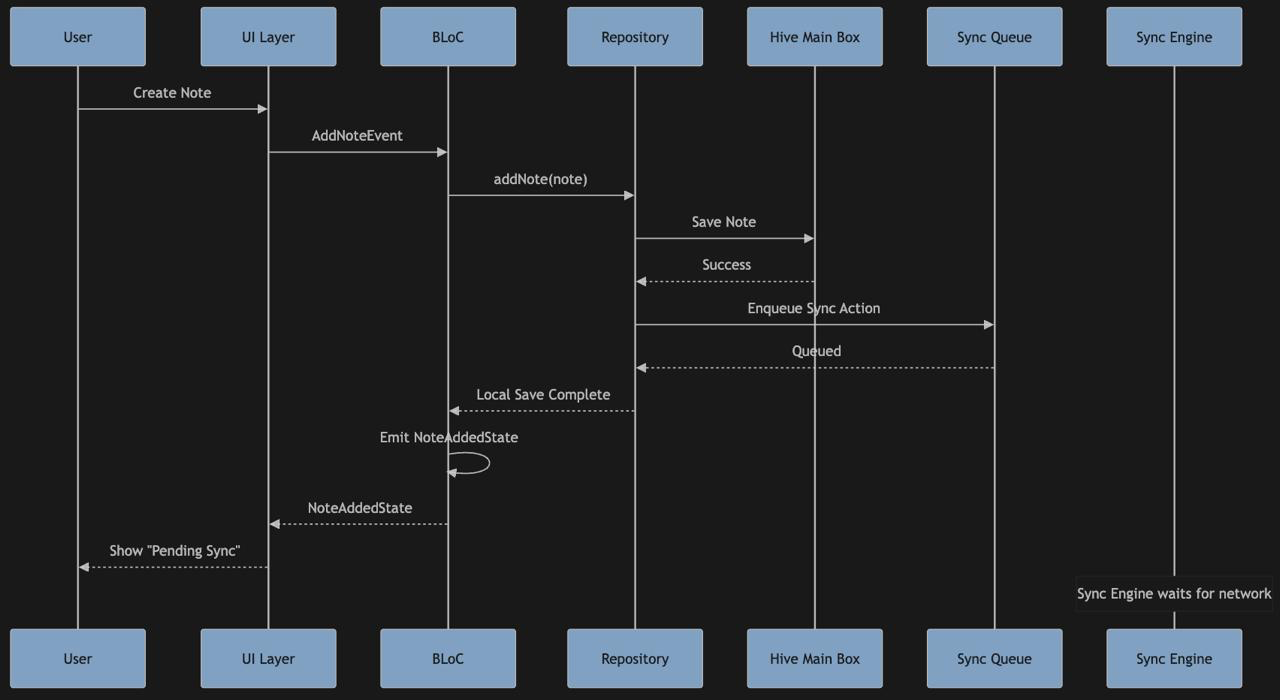 User
UI Layer
BLoC
Repository
Hive Main Box
Sync Queue
Sync Engine
Create Note
AddNoteEvent
addNote(note)
Save Note
Success
Enqueue Sync Action
Queued
Local Save Complete
Emit NoteAddedState
NoteAddedState
Show "Pending Sync"
Sync Engine waits for network
User
UI Layer
BLoC
Repository
Hive Main Box
Sync Queue
Sync Engine